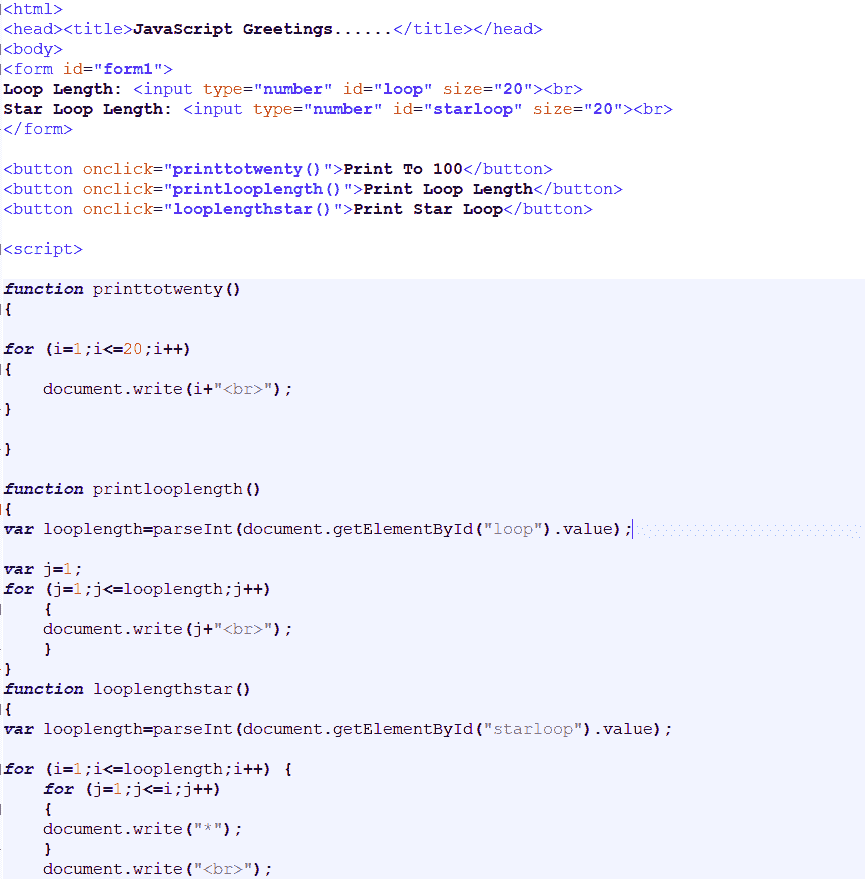 <html>
<head><title>JavaScript Greetings......</title></head>
<body>
<form id="form1">
Loop Length: <input type="number" id="loop" size="20"><br>
Star Loop Length: <input type="number" id="starloop" size="20"><br>
</form>
<button onclick="printtotwenty()">Print To 100</button>
<button onclick="printlooplength()">Print Loop Length</button>
<button onclick="looplengthstar()">Print Star Loop</button>
<script>
function printtotwenty()
{
for (i=1;i<=20;i++)
{
    document.write(i+"<br>");
}
}
function printlooplength()
{
var looplength=parseInt(document.getElementById("loop").value);
var j=1;
for (j=1;j<=looplength;j++)
    {
    document.write(j+"<br>");
    }
}
function looplengthstar()
{
var looplength=parseInt(document.getElementById("starloop").value);
for (i=1;i<=looplength;i++) {
    for (j=1;j<=i;j++)
    {
    document.write("*");
    }
    document.write("<br>");